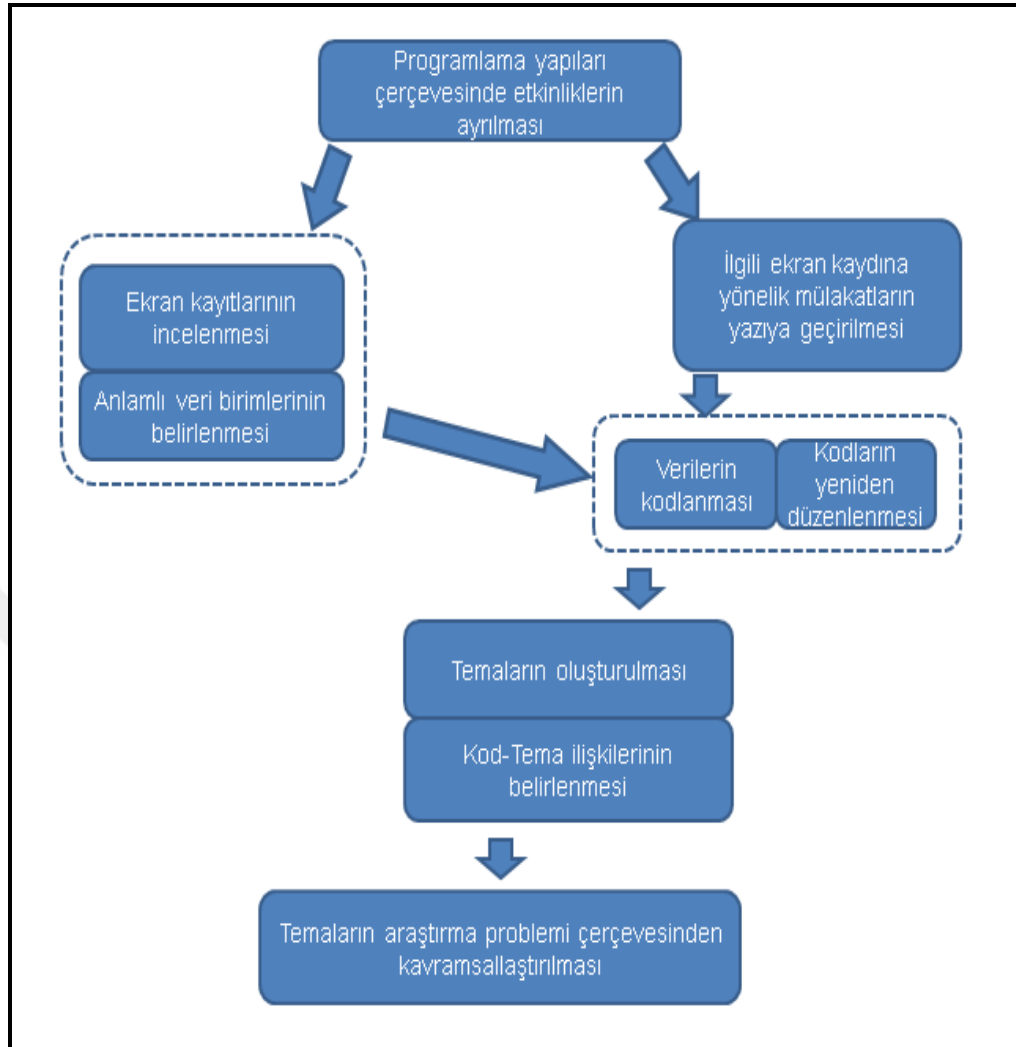 Programlama yapıları
çerçevesinde etkinliklerin
ayrılması
Ekran kayıtlarının
incelenmesi
Anlamlı veri birimlerinin
belirlenmesi
İlgili ekran kaydına
yönelik mülakatların
yazıya geçirilmesi
Verilerin
kodlanması
Kodların
yeniden
düzenlenmesi
Temaların oluşturulması
Kod-Tema ilişkilerinin
belirlenmesi
Temaların araştırma problemi çerçevesinden
kavramsallaştırılması